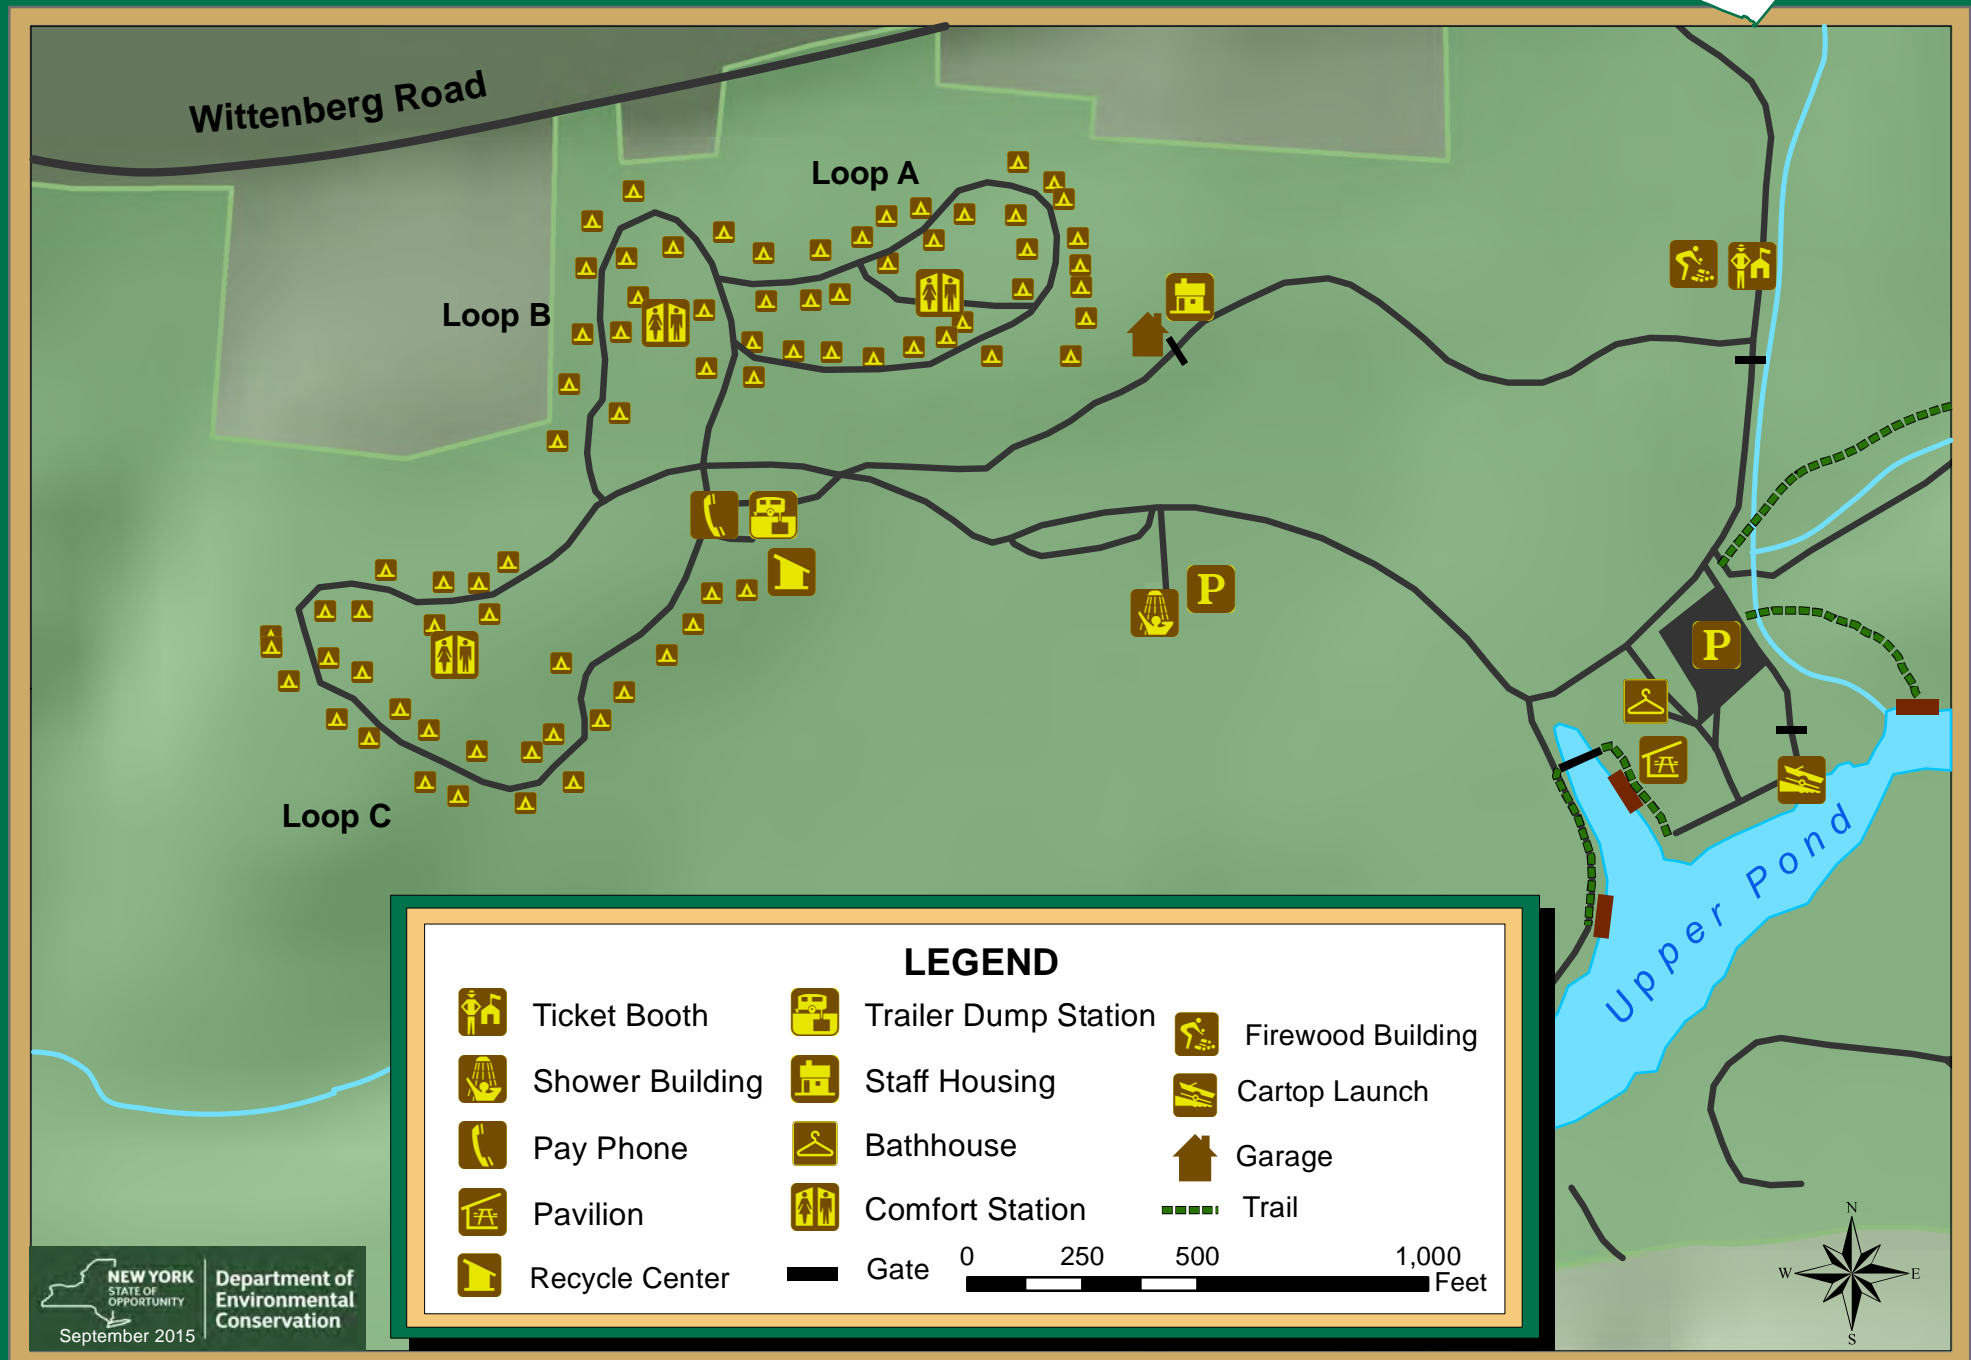 Wittenberg Road
Loop A
Loop B
P
P
Loop C
Upper Pond
LEGEND
Ticket Booth
Trailer Dump Station
Firewood Building
Shower Building
Staff Housing
Cartop Launch
Pay Phone
Bathhouse
Garage
Pavilion
Comfort Station
Trail
Recycle Center
Gate
0 250 500 1,000
Feet
N
W E
S
NEW YORK
STATE OF
OPPORTUNITY
Department of
Environmental
Conservation
September 2015